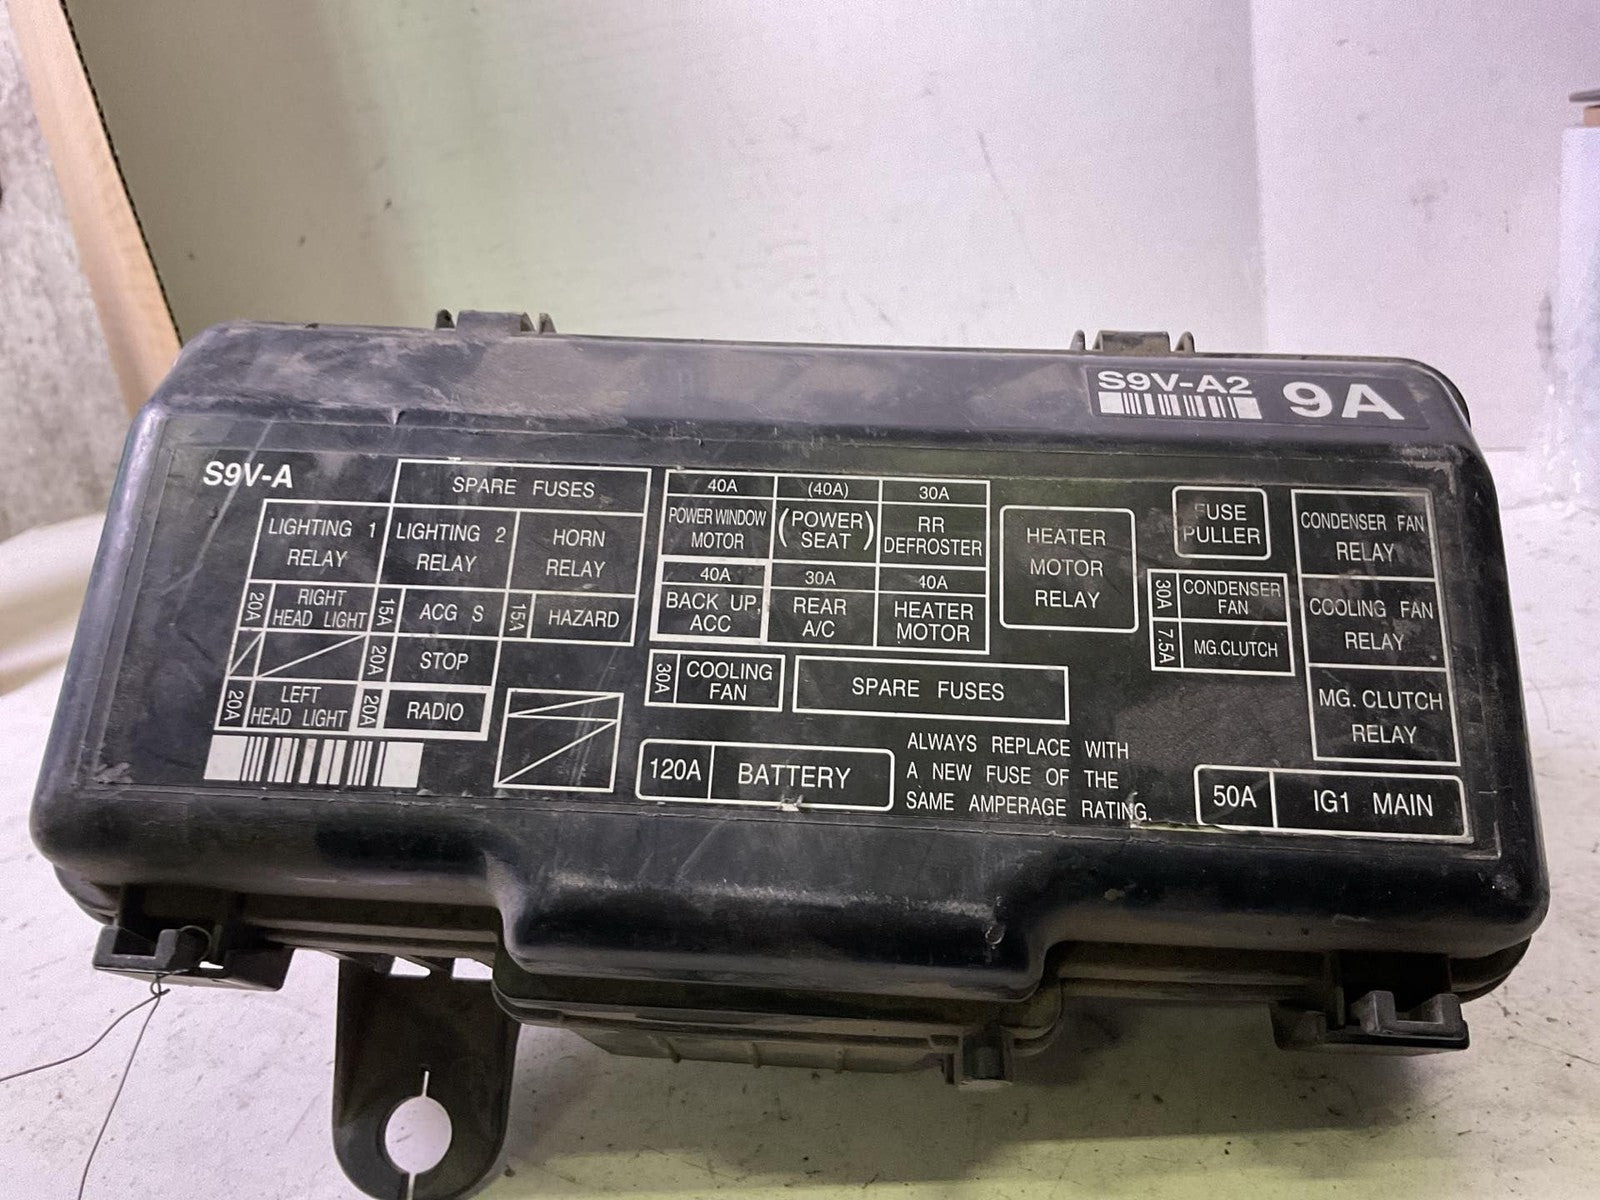 S9V-A2
9A
S9V-A
SPARE FUSES
LIGHTING 1
RELAY
LIGHTING 2
RELAY
HORN
RELAY
20A
RIGHT
HEAD LIGHT
15A
ACG S
15A
HAZARD
20A
STOP
20A
LEFT
HEAD LIGHT
20A
RADIO
40A
POWER WINDOW
MOTOR
(40A)
(POWER
SEAT)
30A
RR
DEFROSTER
40A
BACK UP,
ACC
30A
REAR
A/C
40A
HEATER
MOTOR
30A
COOLING
FAN
SPARE FUSES
120A
BATTERY
ALWAYS REPLACE WITH
A NEW FUSE OF THE
SAME AMPERAGE RATING.
HEATER
MOTOR
RELAY
FUSE
PULLER
30A
CONDENSER
FAN
7.5A
MG.CLUTCH
CONDENSER FAN
RELAY
COOLING FAN
RELAY
MG. CLUTCH
RELAY
50A
IG1 MAIN